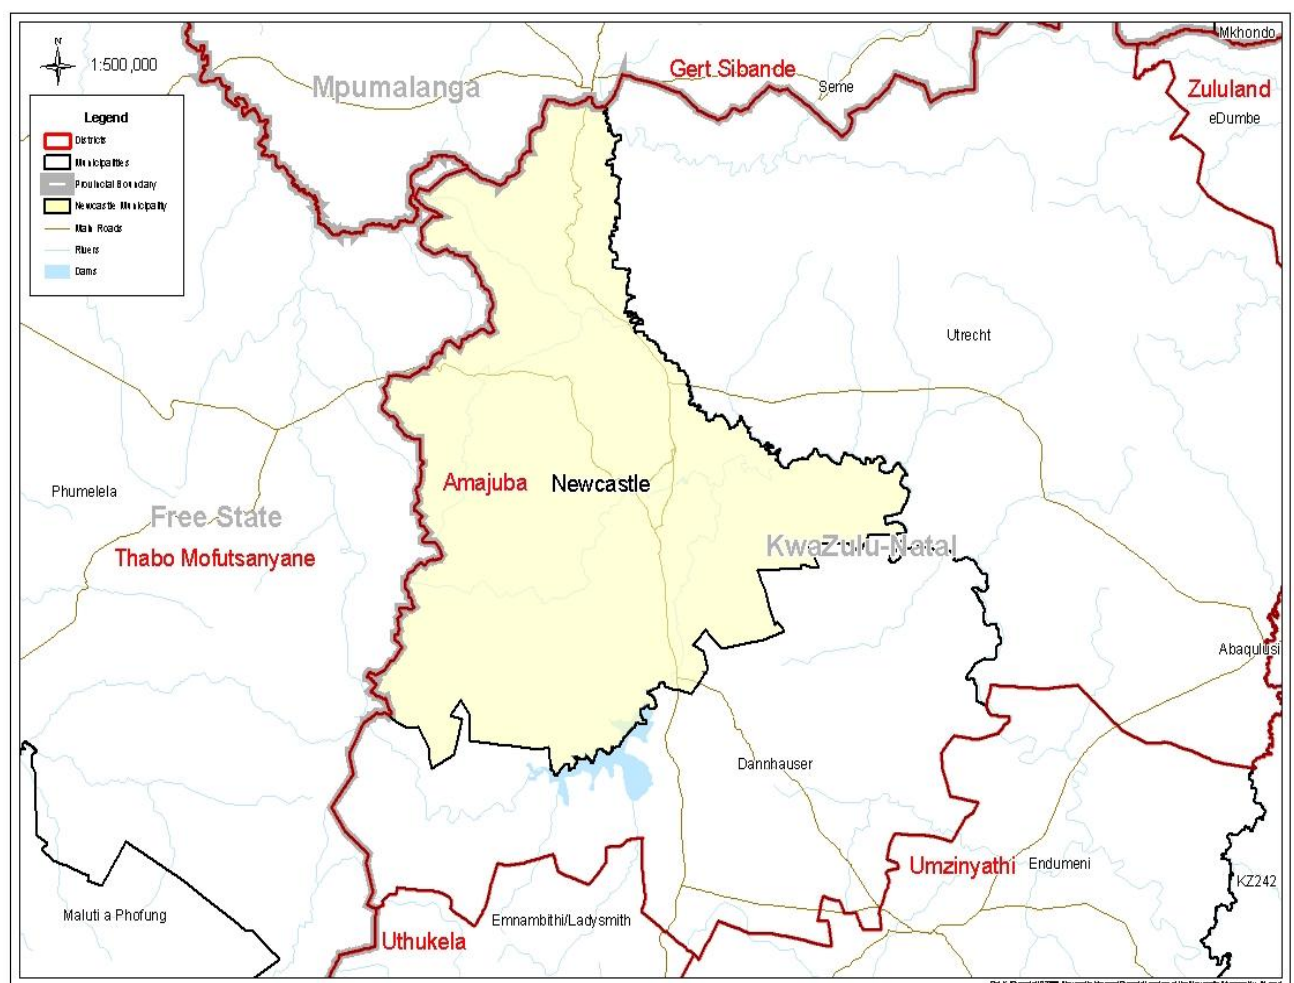 N
1:500,000
Legend
Districts
Municipalities
Provincial Boundary
Newcastle Municipality
Main Roads
Rivers
Dams
Mkhondo
Gert Sibande
Mpumalanga
Seme
Zululand
eDumbe
Utrecht
Amajuba
Newcastle
Phumelela
Free State
KwaZulu-Natal
Thabo Mofutsanyane
Abaqulusi
Dannhauser
Umzinyathi
Endumeni
KZ242
Maluti a Phofung
Emnambithi/Ladysmith
Uthukela